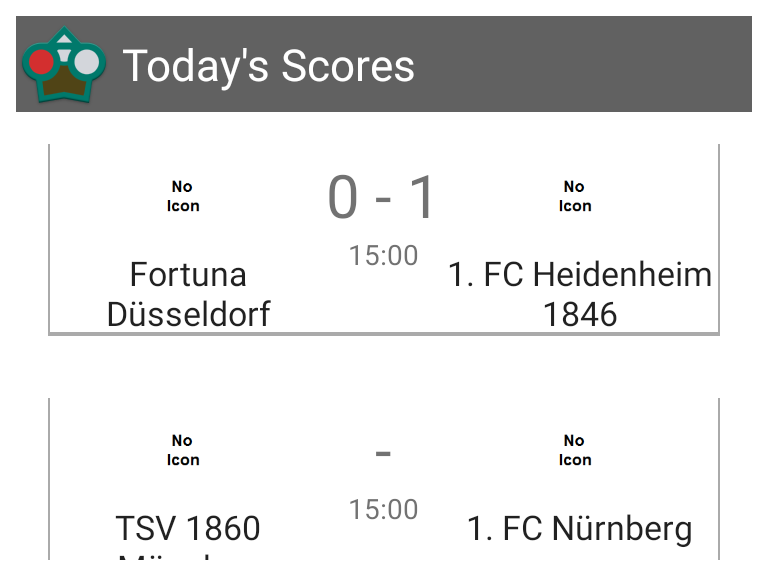 Today's Scores
No
Icon
0 - 1
No
Icon
15:00
Fortuna
Düsseldorf
1. FC Heidenheim
1846
No
Icon
-
No
Icon
15:00
TSV 1860
1. FC Nürnberg